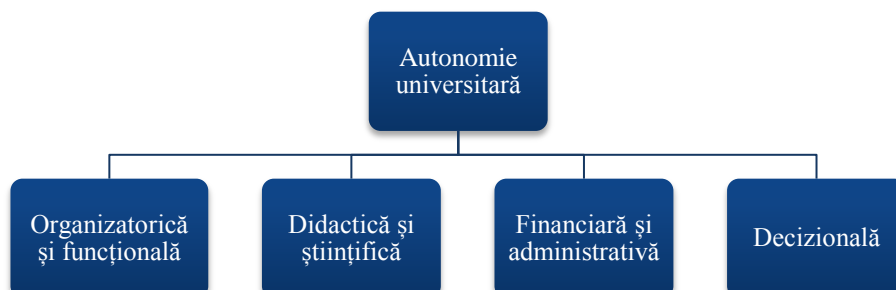 Autonomie
universitară
Organizatorică
și funcțională
Didactică și
științifică
Financiară și
administrativă
Decizională